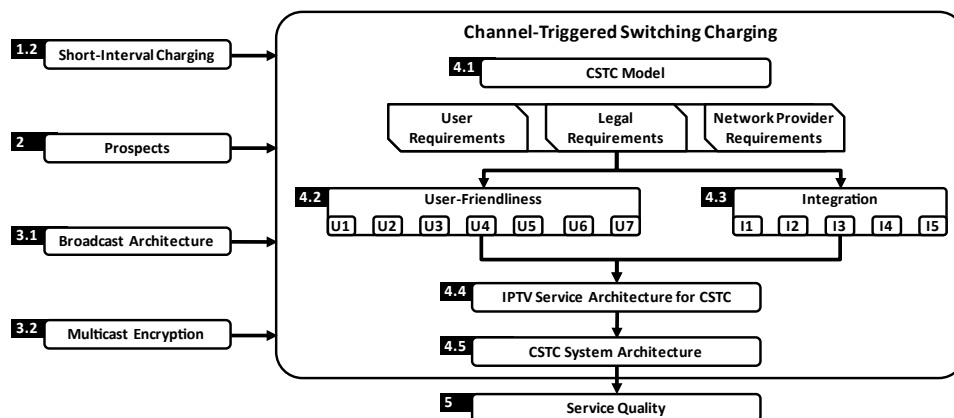 Channel-Triggered Switching Charging
1.2
Short-Interval Charging
4.1
CSTC Model
User
Requirements
Legal
Requirements
Network Provider
Requirements
2
Prospects
4.2
User-Friendliness
U1 U2 U3 U4 U5 U6 U7
4.3
Integration
I1 I2 I3 I4 I5
3.1
Broadcast Architecture
4.4
IPTV Service Architecture for CSTC
3.2
Multicast Encryption
4.5
CSTC System Architecture
5
Service Quality